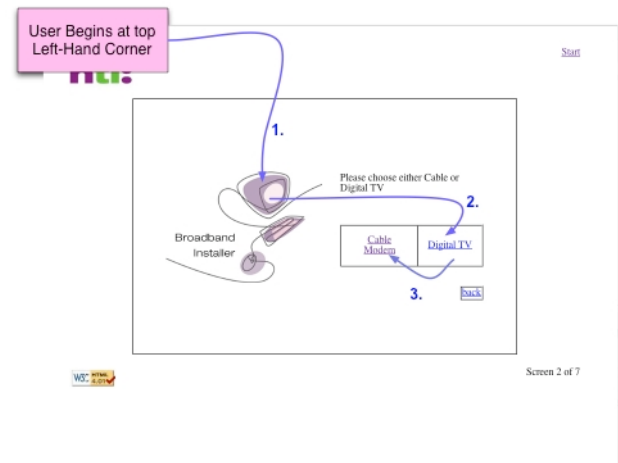 User Begins at top
Left-Hand Corner
Start
ntl:
1.
Please choose either Cable or
Digital TV
2.
Broadband
Installer
Cable
Modem
Digital TV
3.
back
W3C HTML
4.01
Screen 2 of 7